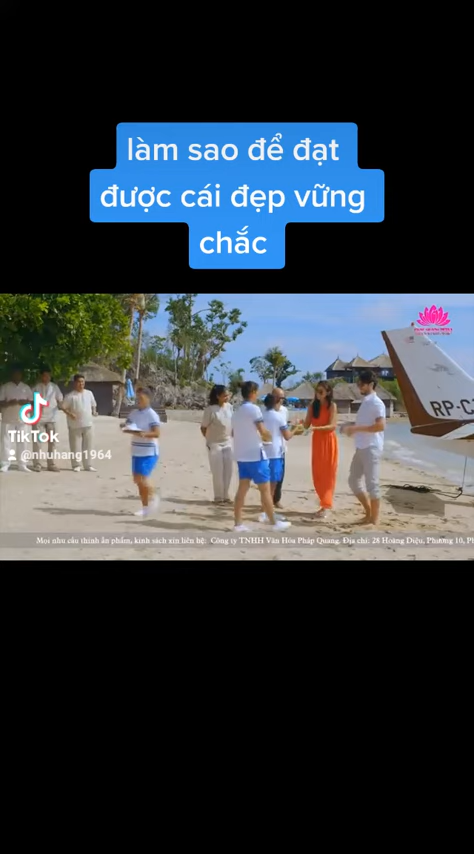 làm sao để đạt
được cái đẹp vững
chắc
RP-C
TikTok
@nhuhang1964
Mọi nhu cầu thỉnh ấn phẩm, kinh sách xin liên hệ: Công ty TNHH Văn Hóa Pháp Quang. Địa chỉ: 28 Hoàng Diệu, Phường 10, P